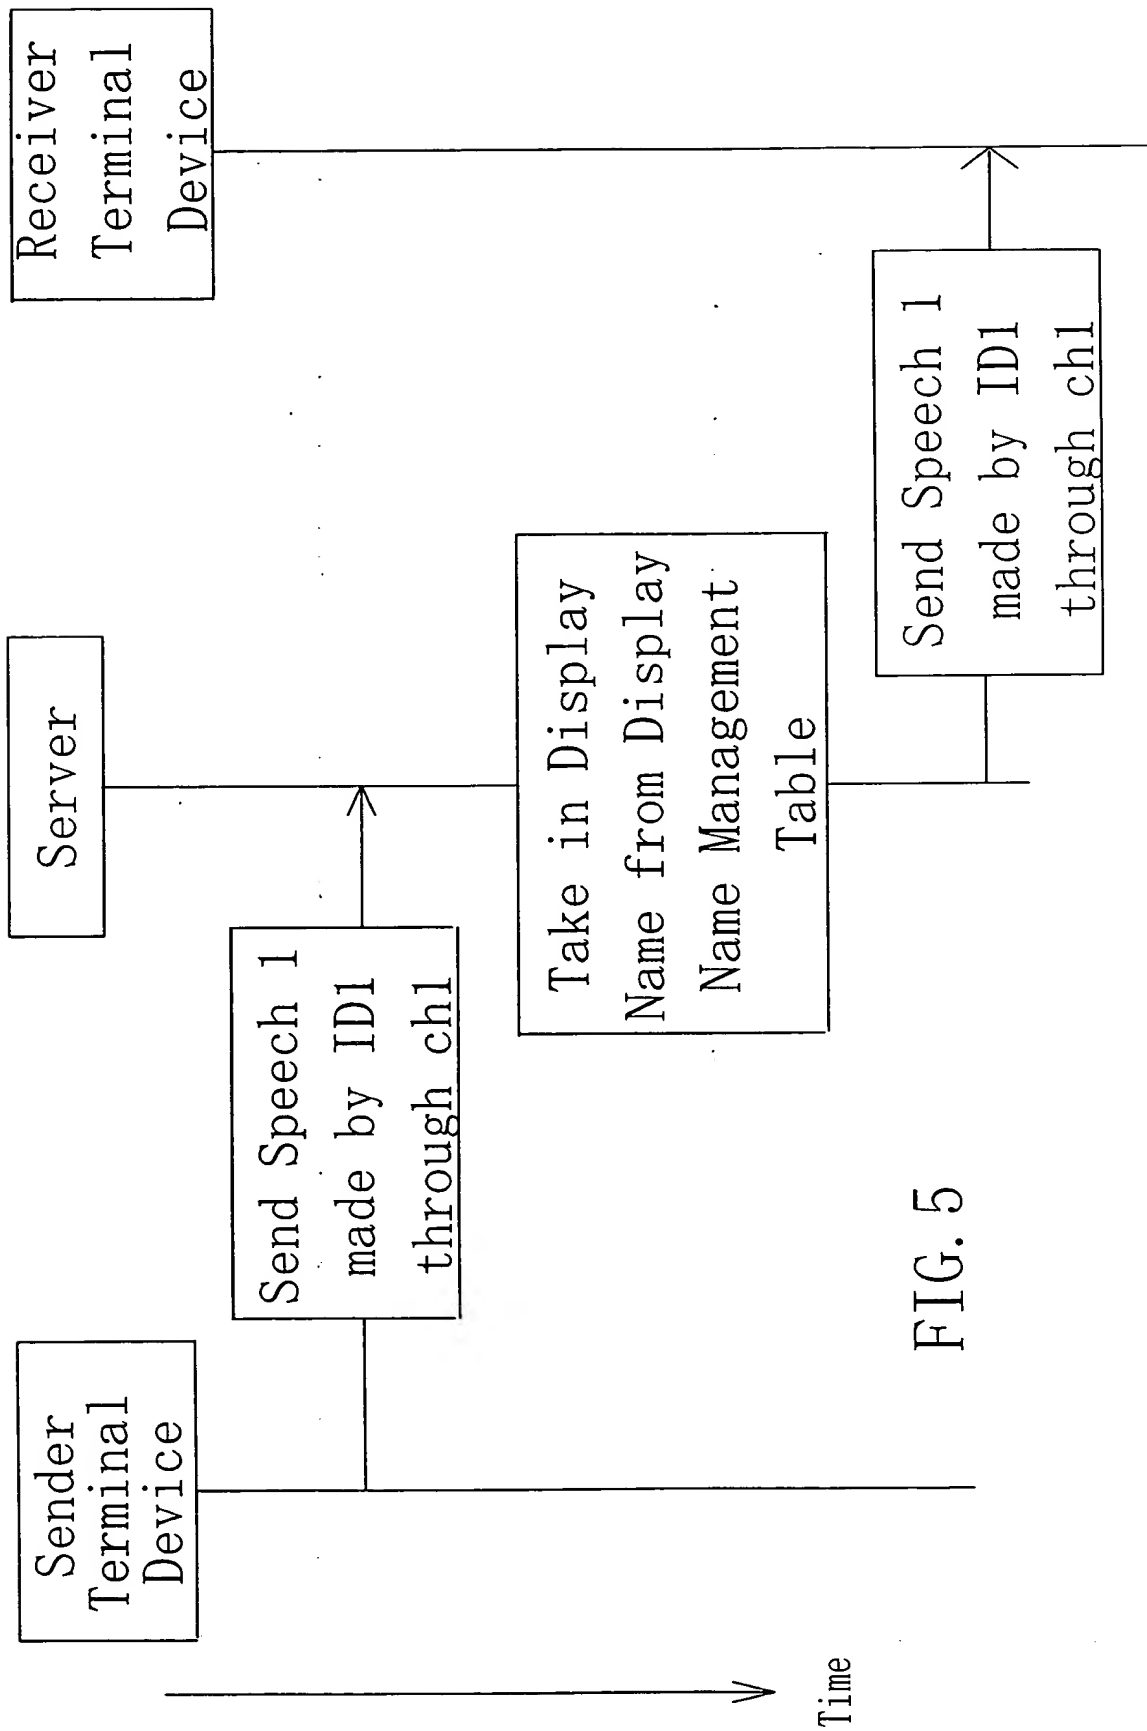 Sender
Terminal
Device
Server
Receiver
Terminal
Device
Send Speech 1
made by ID1
through ch1
Take in Display
Name from Display
Name Management
Table
Send Speech 1
made by ID1
through ch1
Time
FIG. 5